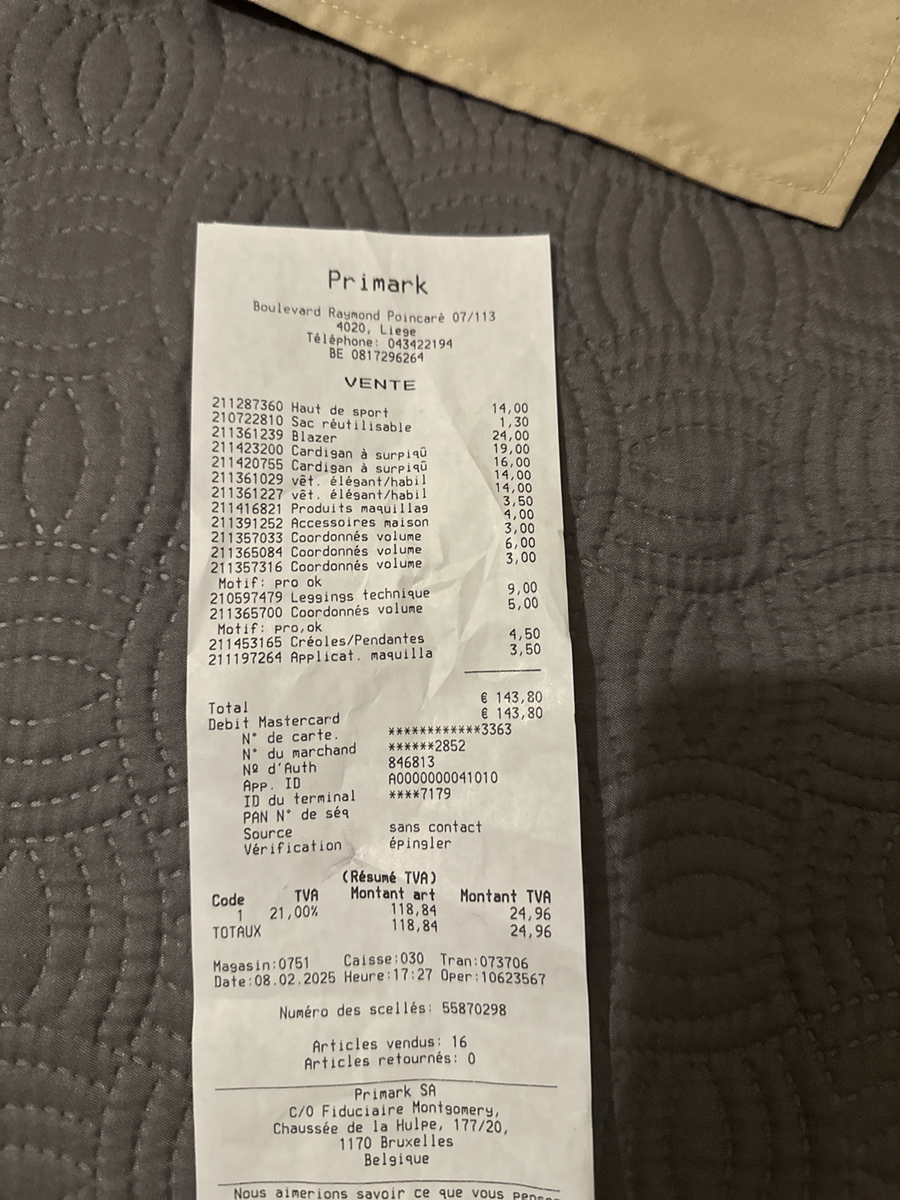 Primark
Boulevard Raymond Poincaré 07/113
4020, Liege
Téléphone: 043422194
BE 0817296264
VENTE
211287360 Haut de sport 14,00
210722810 Sac réutilisable 1,30
211361239 Blazer 24,00
211423200 Cardigan à surpiqû 19,00
211420755 Cardigan à surpiqû 16,00
211361029 vêt. élégant/habil 14,00
211361227 vêt. élégant/habil 14,00
211416821 Produits maquillag 3,50
211391252 Accessoires maison 4,00
211357033 Coordonnés volume 3,00
211365084 Coordonnés volume 6,00
211357316 Coordonnés volume 3,00
Motif: pro ok
210597479 Leggings technique 9,00
211365700 Coordonnés volume 5,00
Motif: pro,ok
211453165 Créoles/Pendantes 4,50
211197264 Applicat. maquilla 3,50
Total € 143,80
Debit Mastercard € 143,80
N° de carte. ************3363
N° du marchand ******2852
Nº d'Auth 846813
App. ID A0000000041010
ID du terminal ****7179
PAN N° de séq
Source sans contact
Vérification épingler
(Résumé TVA)
Code TVA Montant art Montant TVA
1 21,00% 118,84 24,96
TOTAUX 118,84 24,96
Magasin:0751 Caisse:030 Tran:073706
Date:08.02.2025 Heure:17:27 Oper:10623567
Numéro des scellés: 55870298
Articles vendus: 16
Articles retournés: 0
Primark SA
C/O Fiduciaire Montgomery,
Chaussée de la Hulpe, 177/20,
1170 Bruxelles
Belgique
Nous aimerions savoir ce que vous